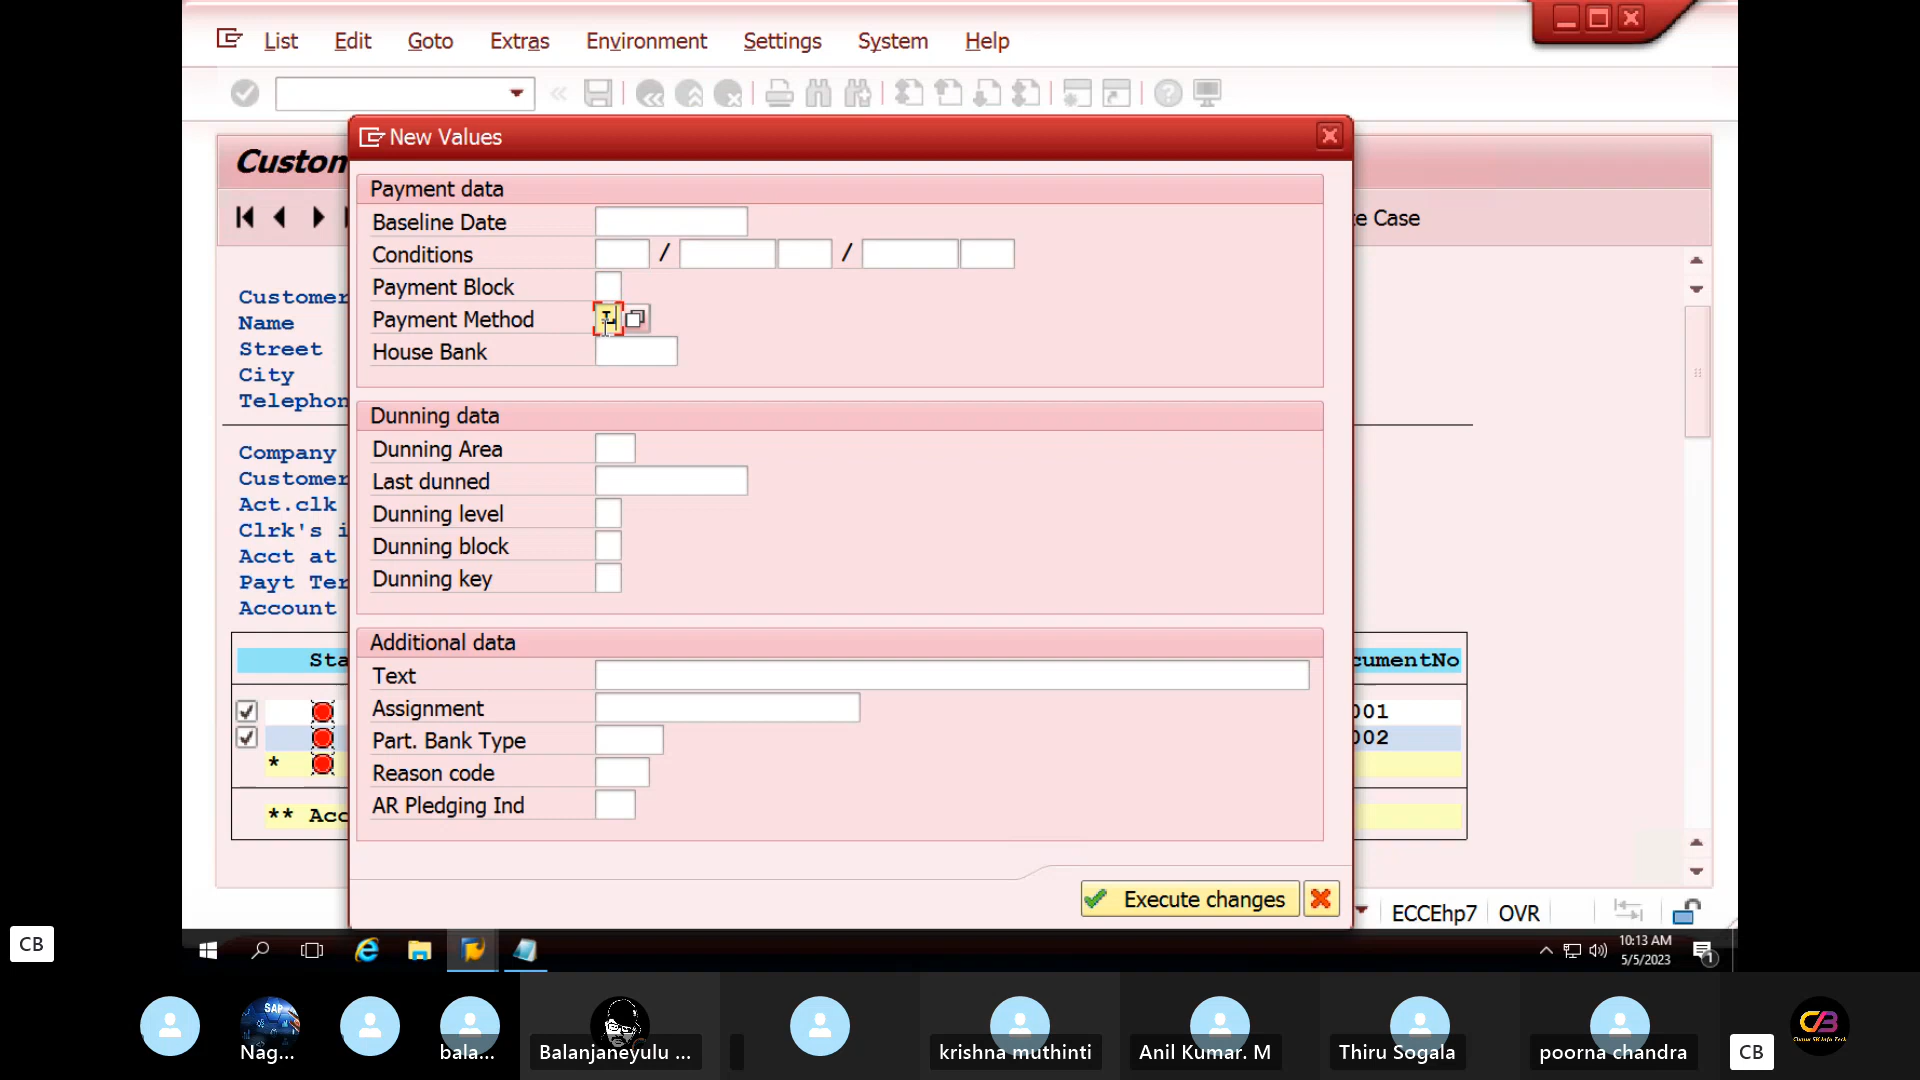 List Edit Goto Extras Environment Settings System Help
Custon
New Values
e Case
Payment data
Baseline Date
Conditions / /
Payment Block
Payment Method
House Bank
Customer
Name
Street
City
Telephon
Dunning data
Dunning Area
Last dunned
Dunning level
Dunning block
Dunning key
Company
Customer
Act.clk
Clrk's i
Acct at
Payt Ter
Account
Additional data
Text
Assignment
Part. Bank Type
Reason code
AR Pledging Ind
Sta
cumentNo
001
002
*
** Acc
Execute changes
ECCEhp7 OVR
CB
10:13 AM
5/5/2023
1
SAP
Nag...
bala...
Balanjaneyulu ...
krishna muthinti
Anil Kumar. M
Thiru Sogala
poorna chandra
CB